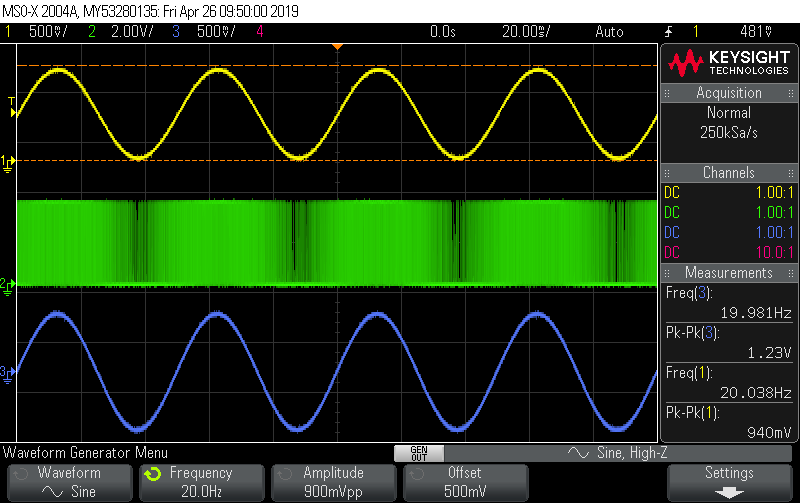 MSO-X 2004A, MY53280135: Fri Apr 26 09:50:00 2019
1 500mV/ 2 2.00V/ 3 500mV/ 4 0.0s 20.00ms/ Auto 1 481mV
KEYSIGHT
TECHNOLOGIES
Acquisition
Normal
250kSa/s
Channels
DC 1.00:1
DC 1.00:1
DC 1.00:1
DC 10.0:1
Measurements
Freq(3):
19.981Hz
Pk-Pk(3):
1.23V
Freq(1):
20.038Hz
Pk-Pk(1):
940mV
T
1
2
3
Waveform Generator Menu
GEN
OUT
Sine, High-Z
Waveform
Sine
Frequency
20.0Hz
Amplitude
900mVpp
Offset
500mV
Settings